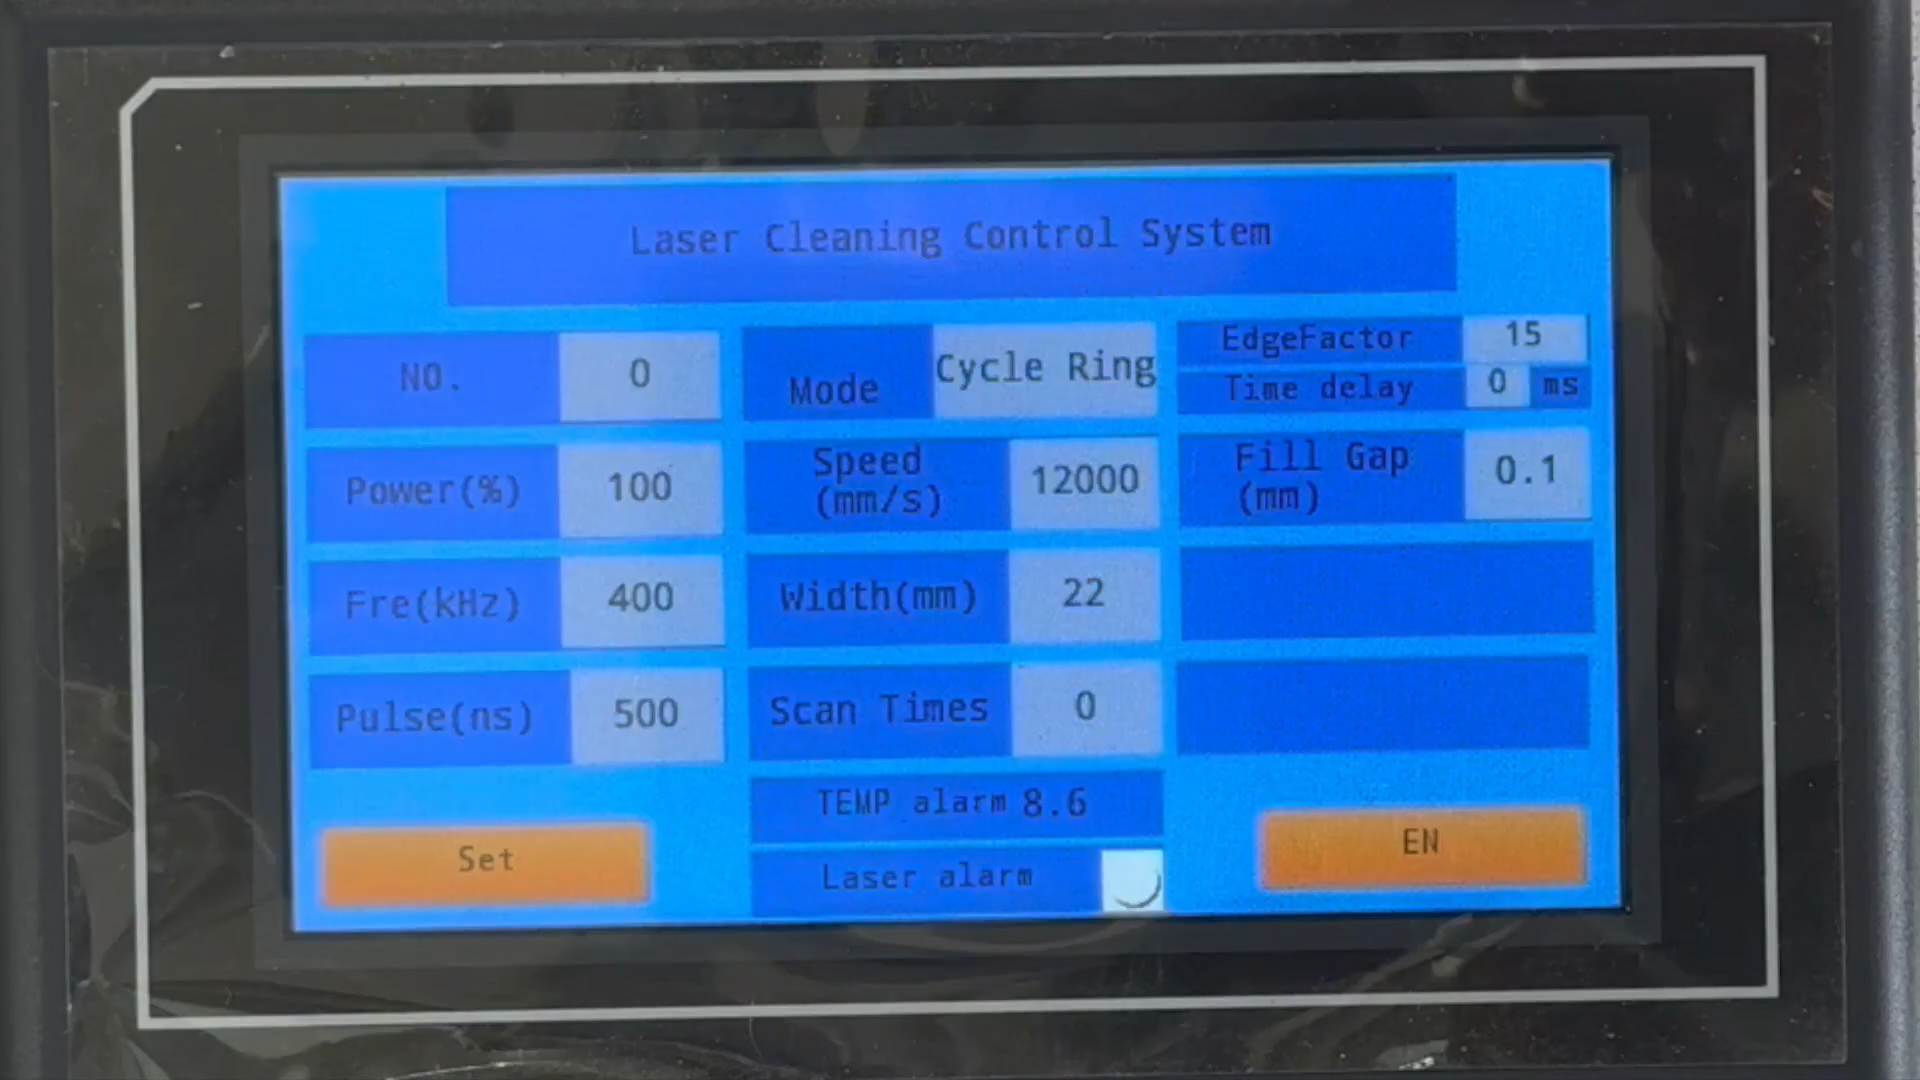 Laser Cleaning Control System
NO. 0
Mode Cycle Ring
EdgeFactor 15
Time delay 0 ms
Power(%) 100
Speed (mm/s) 12000
Fill Gap (mm) 0.1
Fre(kHz) 400
Width(mm) 22
Pulse(ns) 500
Scan Times 0
TEMP alarm 8.6
Laser alarm
Set
EN